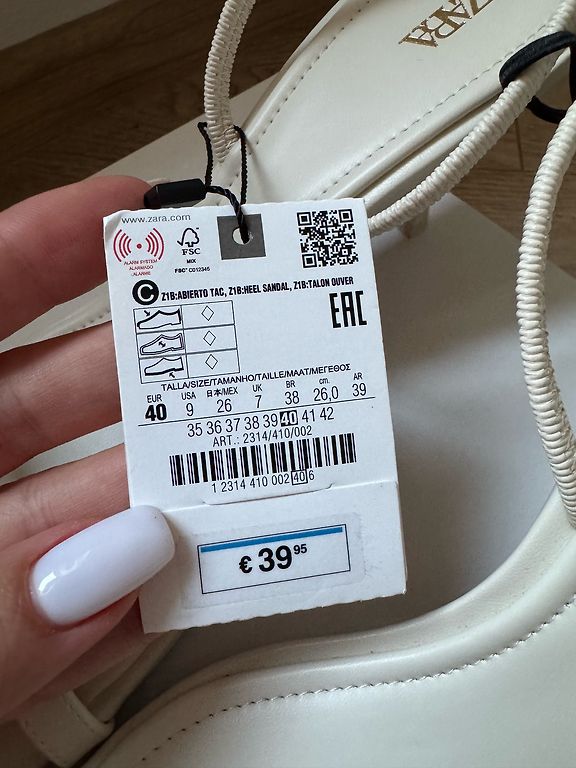 ZARA
www.zara.com
ALARM SYSTEM
ALARMADO
ALARME
FSC
MIX
FSC® C012345
C Z1B:ABIERTO TAC, Z1B:HEEL SANDAL, Z1B:TALON OUVER
EAC
TALLA/SIZE/TAMANHO/TAILLE/MAAT/ΜΕΓΕΘΟΣ
EUR USA 日本/MEX UK BR cm. AR
40 9 26 7 38 26,0 39
35 36 37 38 39 40 41 42
ART.: 2314/410/002
1 2314 410 002 40 6
€ 39 95